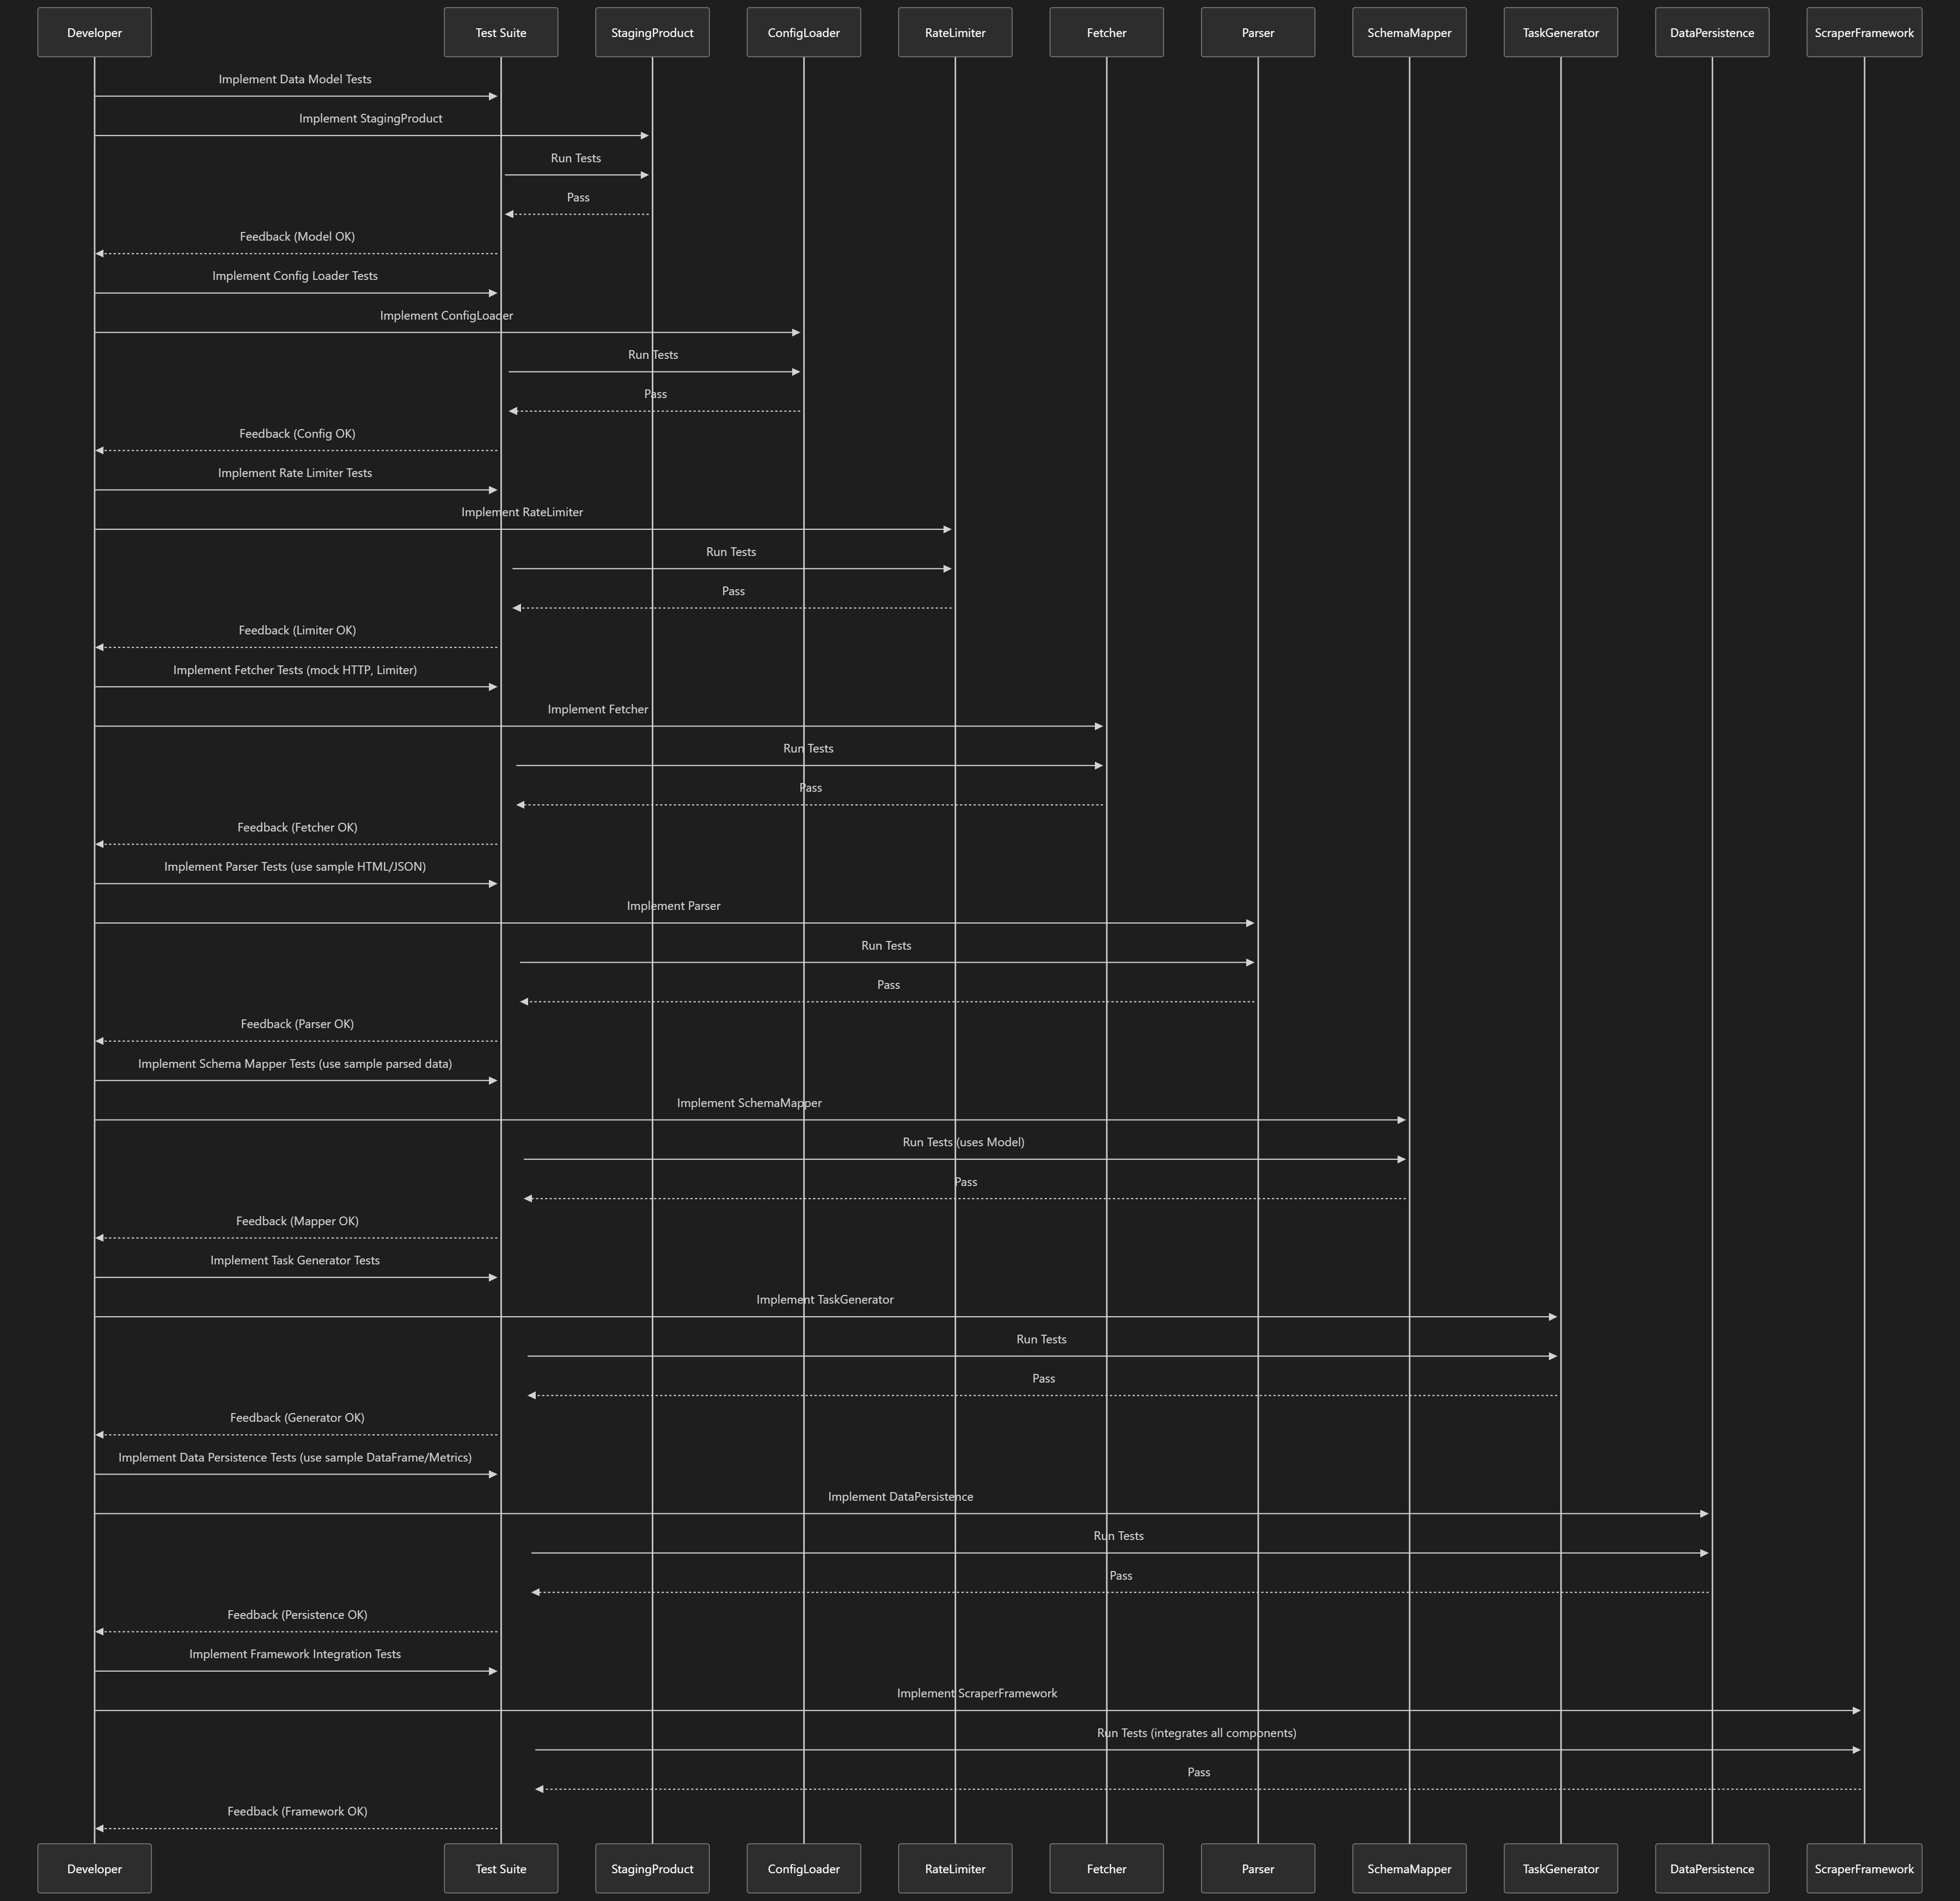 Developer
Test Suite
StagingProduct
ConfigLoader
RateLimiter
Fetcher
Parser
SchemaMapper
TaskGenerator
DataPersistence
ScraperFramework
Implement Data Model Tests
Implement StagingProduct
Run Tests
Pass
Feedback (Model OK)
Implement Config Loader Tests
Implement ConfigLoader
Run Tests
Pass
Feedback (Config OK)
Implement Rate Limiter Tests
Implement RateLimiter
Run Tests
Pass
Feedback (Limiter OK)
Implement Fetcher Tests (mock HTTP, Limiter)
Implement Fetcher
Run Tests
Pass
Feedback (Fetcher OK)
Implement Parser Tests (use sample HTML/JSON)
Implement Parser
Run Tests
Pass
Feedback (Parser OK)
Implement Schema Mapper Tests (use sample parsed data)
Implement SchemaMapper
Run Tests (uses Model)
Pass
Feedback (Mapper OK)
Implement Task Generator Tests
Implement TaskGenerator
Run Tests
Pass
Feedback (Generator OK)
Implement Data Persistence Tests (use sample DataFrame/Metrics)
Implement DataPersistence
Run Tests
Pass
Feedback (Persistence OK)
Implement Framework Integration Tests
Implement ScraperFramework
Run Tests (integrates all components)
Pass
Feedback (Framework OK)
Developer
Test Suite
StagingProduct
ConfigLoader
RateLimiter
Fetcher
Parser
SchemaMapper
TaskGenerator
DataPersistence
ScraperFramework